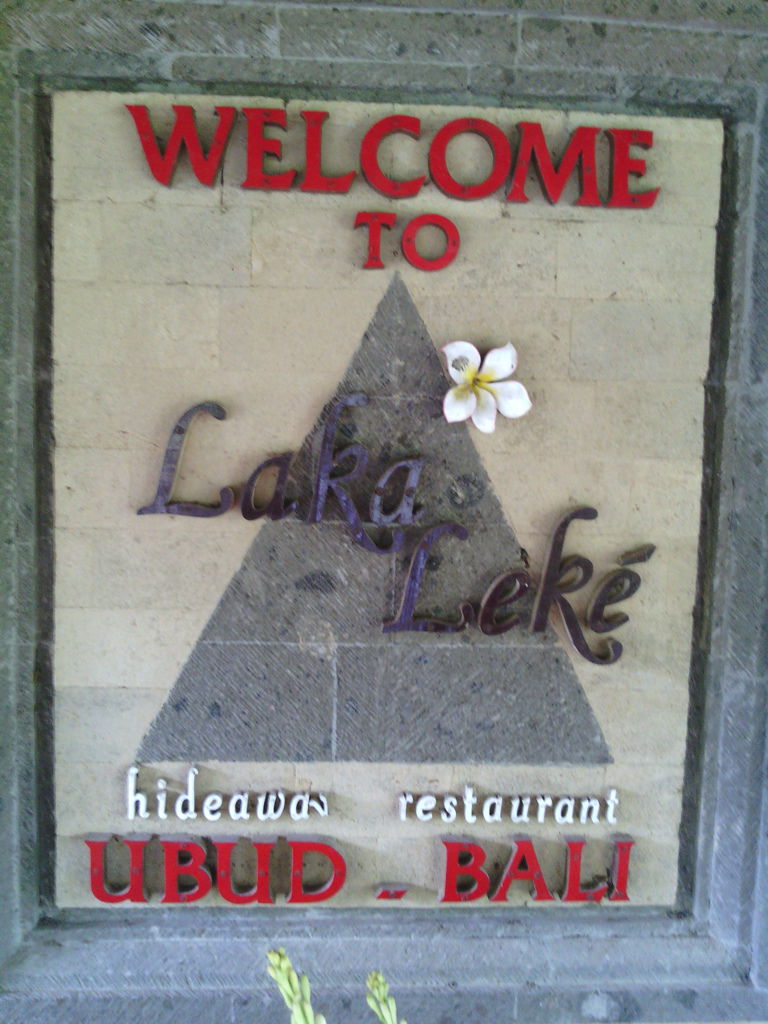 WELCOME
TO
Laka
Leké
hideaway restaurant
UBUD - BALI